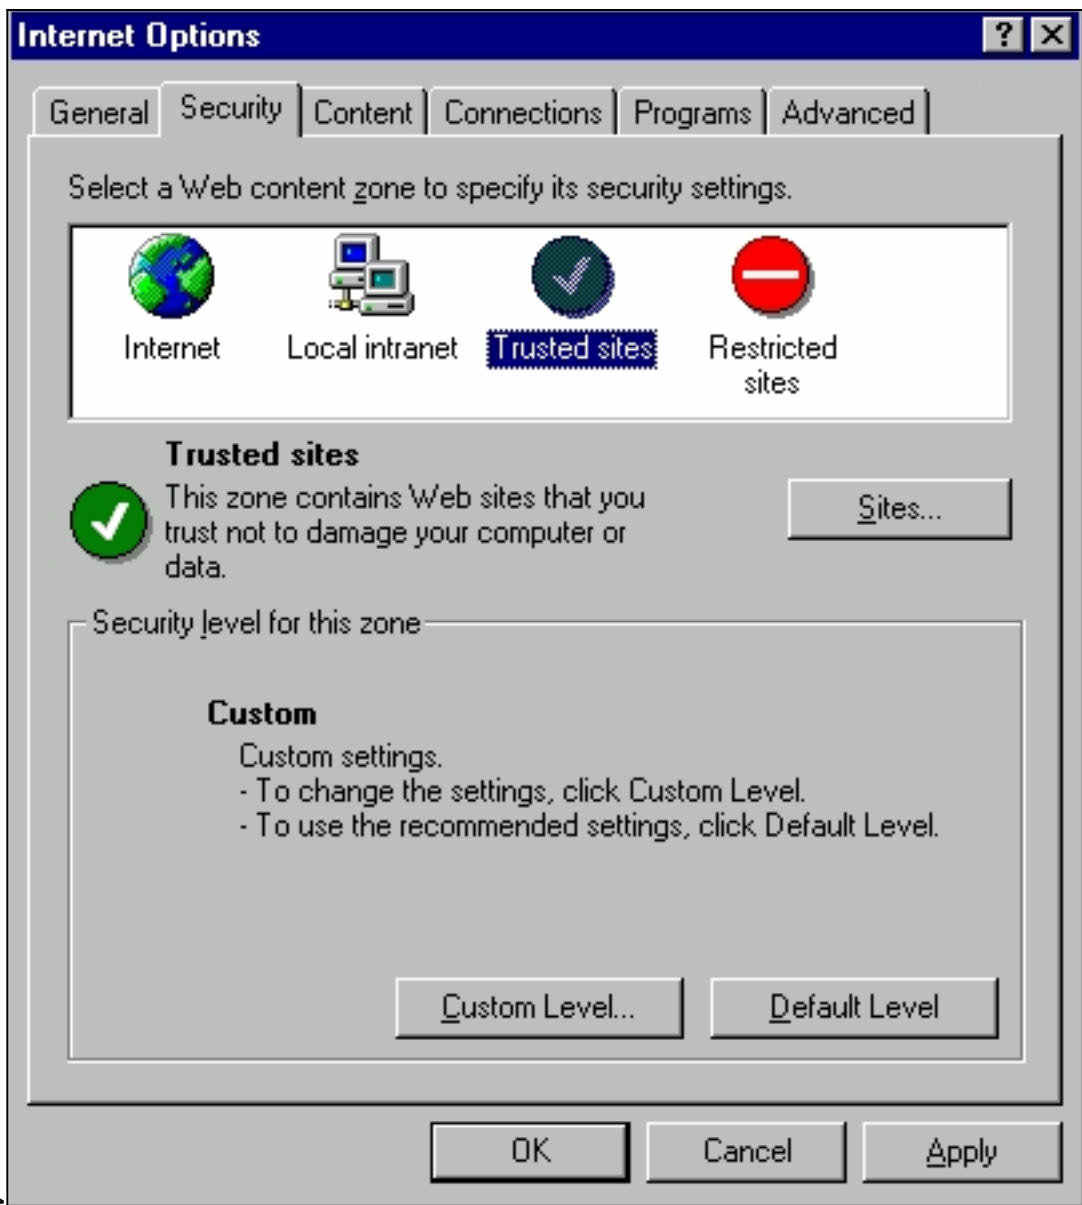 Internet Options
General Security Content Connections Programs Advanced
Select a Web content zone to specify its security settings.
Internet Local intranet Trusted sites Restricted
sites
Trusted sites
This zone contains Web sites that you
trust not to damage your computer or
data.
Sites...
Security level for this zone
Custom
Custom settings.
- To change the settings, click Custom Level.
- To use the recommended settings, click Default Level.
Custom Level... Default Level
OK Cancel Apply